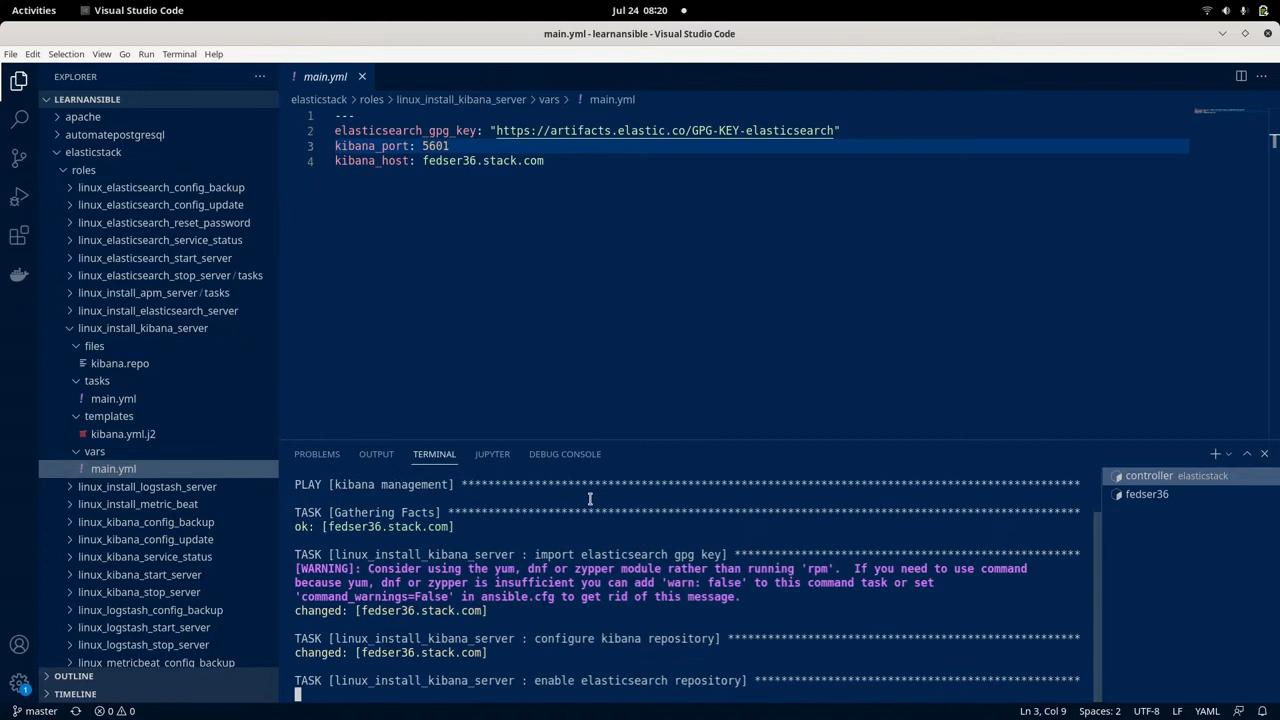 Activities
Visual Studio Code
Jul 24 08:20
main.yml - learnansible - Visual Studio Code
File Edit Selection View Go Run Terminal Help
EXPLORER
LEARNANSIBLE
apache
automatepostgresql
elasticstack
roles
linux_elasticsearch_config_backup
linux_elasticsearch_config_update
linux_elasticsearch_reset_password
linux_elasticsearch_service_status
linux_elasticsearch_start_server
linux_elasticsearch_stop_server / tasks
linux_install_apm_server / tasks
linux_install_elasticsearch_server
linux_install_kibana_server
files
kibana.repo
tasks
main.yml
templates
kibana.yml.j2
vars
main.yml
linux_install_logstash_server
linux_install_metric_beat
linux_kibana_config_backup
linux_kibana_config_update
linux_kibana_service_status
linux_kibana_start_server
linux_kibana_stop_server
linux_logstash_config_backup
linux_logstash_start_server
linux_logstash_stop_server
linux_metricbeat_config_backup
OUTLINE
TIMELINE
main.yml
elasticstack > roles > linux_install_kibana_server > vars > main.yml
1 ---
2 elasticsearch_gpg_key: "https://artifacts.elastic.co/GPG-KEY-elasticsearch"
3 kibana_port: 5601
4 kibana_host: fedser36.stack.com
PROBLEMS OUTPUT TERMINAL JUPYTER DEBUG CONSOLE
PLAY [kibana management] *********************************************************************************************
TASK [Gathering Facts] ***********************************************************************************************
ok: [fedser36.stack.com]
TASK [linux_install_kibana_server : import elasticsearch gpg key] ****************************************************
[WARNING]: Consider using the yum, dnf or zypper module rather than running 'rpm'.  If you need to use command
because yum, dnf or zypper is insufficient you can add 'warn: false' to this command task or set
'command_warnings=False' in ansible.cfg to get rid of this message.
changed: [fedser36.stack.com]
TASK [linux_install_kibana_server : configure kibana repository] *****************************************************
changed: [fedser36.stack.com]
TASK [linux_install_kibana_server : enable elasticsearch repository] *************************************************
controller elasticstack
fedser36
1
master
0 0
Ln 3, Col 9
Spaces: 2
UTF-8
LF
YAML